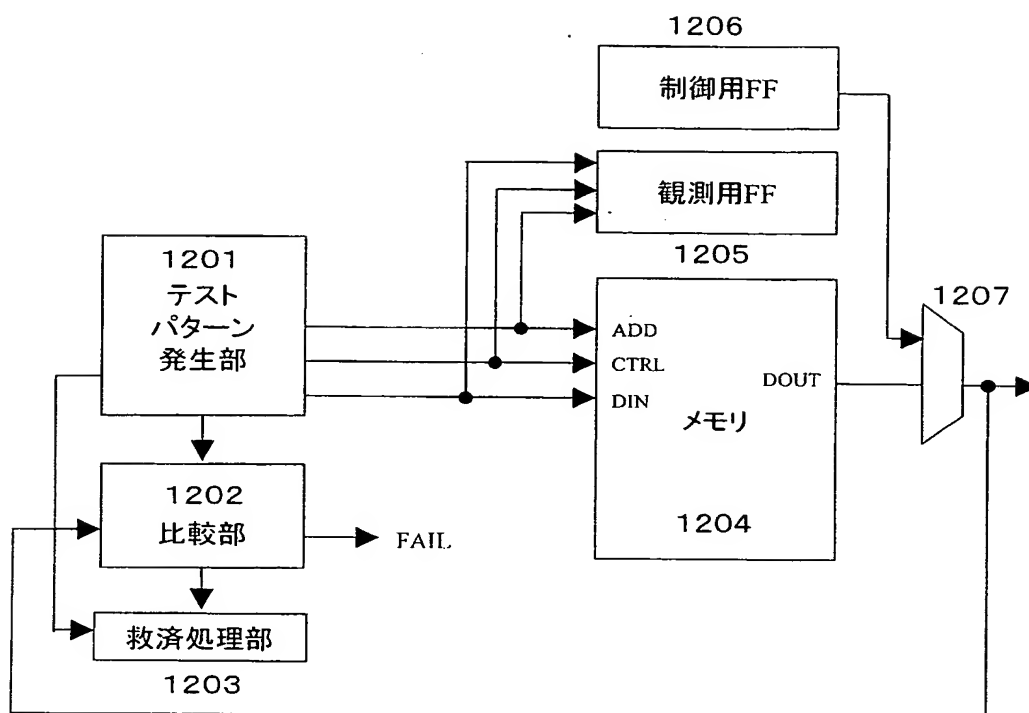 1206
制御用FF
観測用FF
1205
1201
テスト
パターン
発生部
ADD
CTRL
DIN
DOUT
メモリ
1204
1207
1202
比較部
FAIL
救済処理部
1203